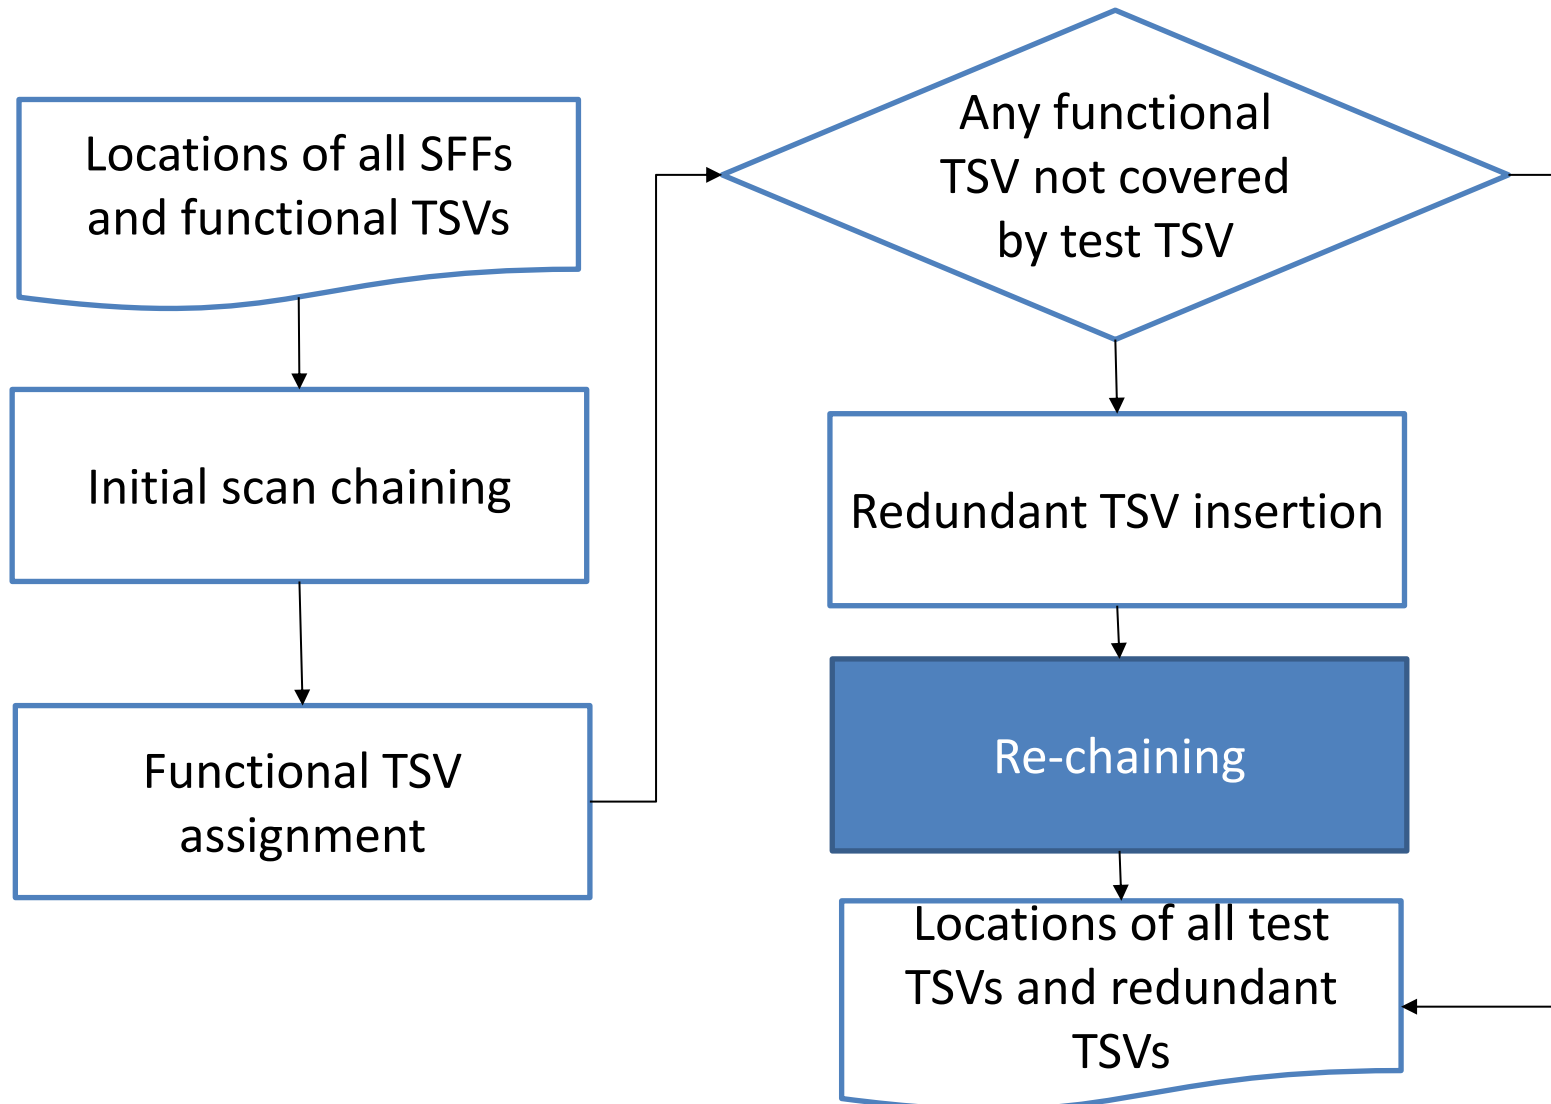 Locations of all SFFs
and functional TSVs
Initial scan chaining
Functional TSV
assignment
Any functional
TSV not covered
by test TSV
Redundant TSV insertion
Re-chaining
Locations of all test
TSVs and redundant
TSVs